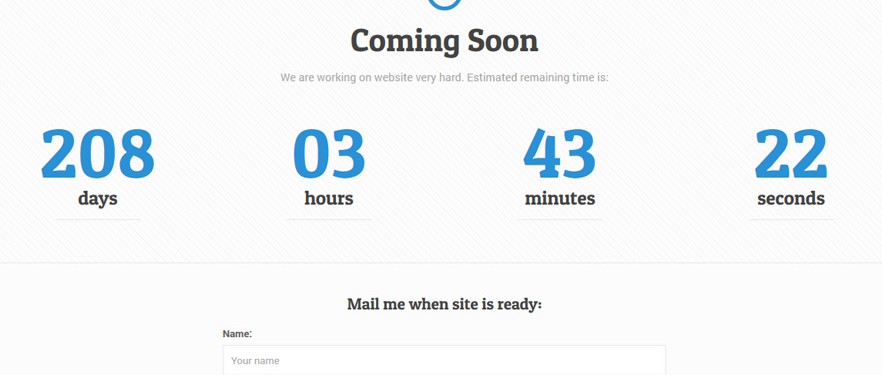 Coming Soon
We are working on website very hard. Estimated remaining time is:
208 03 43 22
days hours minutes seconds
Mail me when site is ready:
Name:
Your name